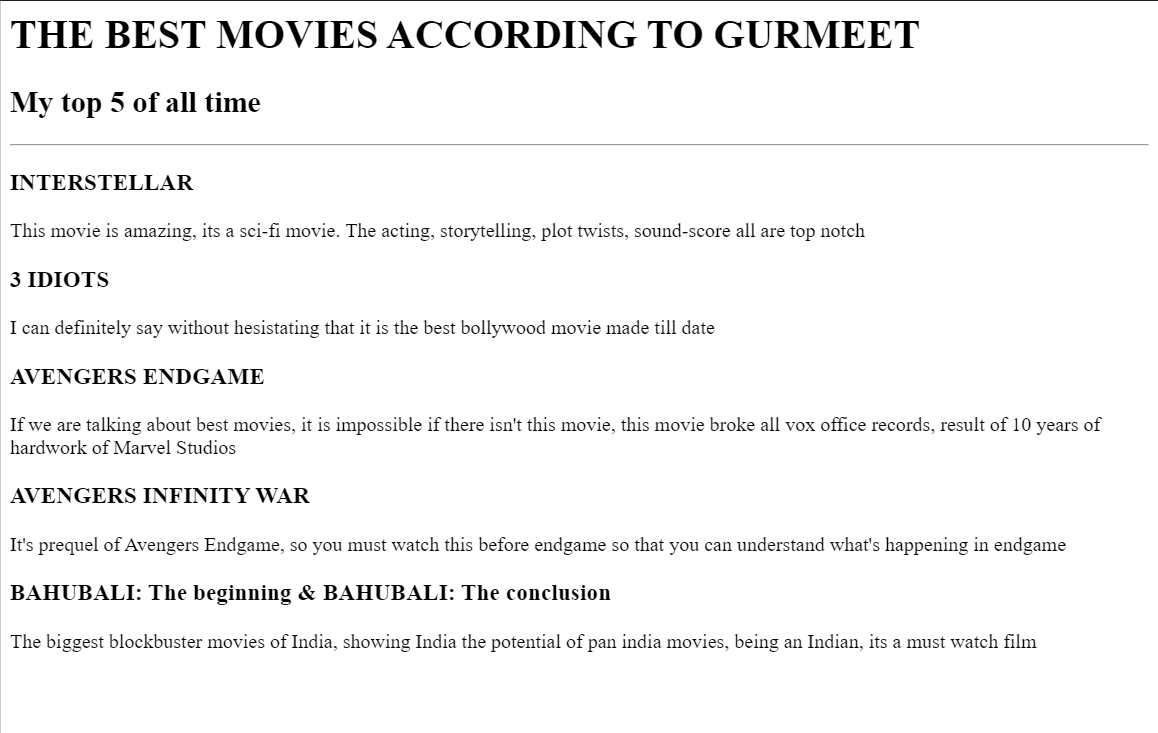 THE BEST MOVIES ACCORDING TO GURMEET
My top 5 of all time
INTERSTELLAR
This movie is amazing, its a sci-fi movie. The acting, storytelling, plot twists, sound-score all are top notch
3 IDIOTS
I can definitely say without hesistating that it is the best bollywood movie made till date
AVENGERS ENDGAME
If we are talking about best movies, it is impossible if there isn't this movie, this movie broke all vox office records, result of 10 years of
hardwork of Marvel Studios
AVENGERS INFINITY WAR
It's prequel of Avengers Endgame, so you must watch this before endgame so that you can understand what's happening in endgame
BAHUBALI: The beginning & BAHUBALI: The conclusion
The biggest blockbuster movies of India, showing India the potential of pan india movies, being an Indian, its a must watch film